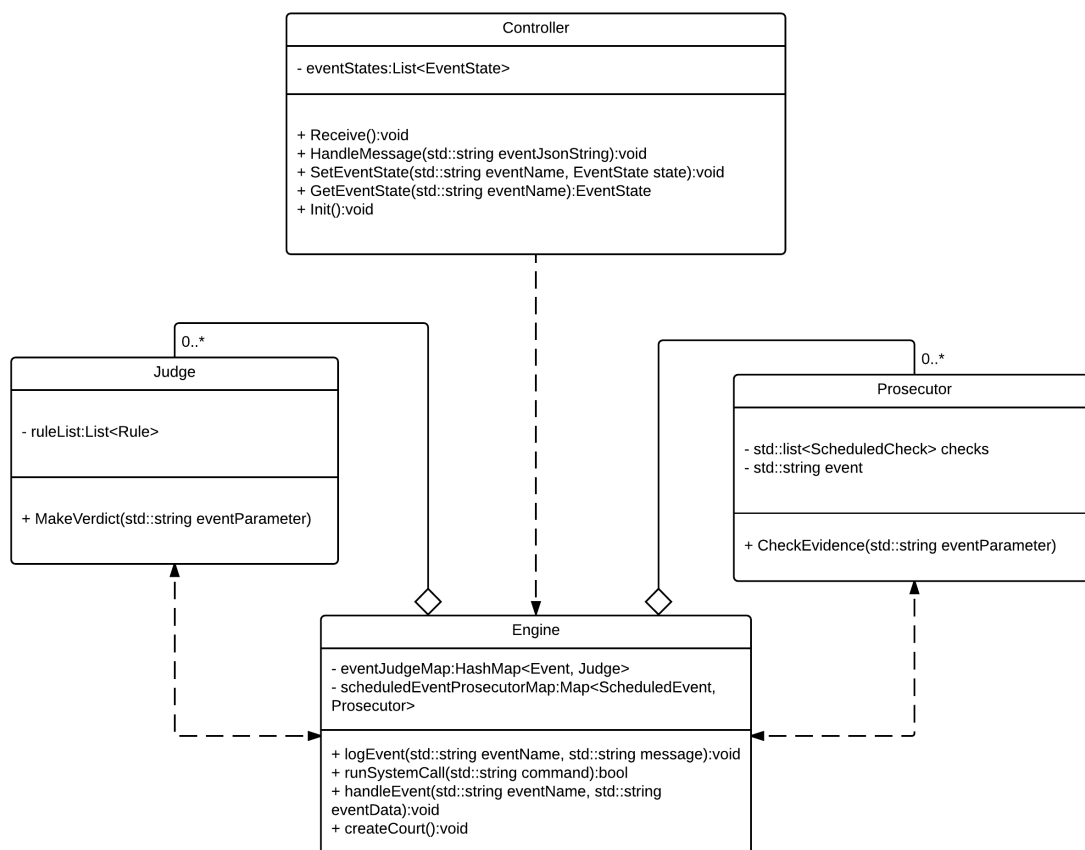 Controller
- eventStates:List<EventState>
+ Receive():void
+ HandleMessage(std::string eventJsonString):void
+ SetEventState(std::string eventName, EventState state):void
+ GetEventState(std::string eventName):EventState
+ Init():void
0..*
Judge
- ruleList:List<Rule>
+ MakeVerdict(std::string eventParameter)
0..*
Prosecutor
- std::list<ScheduledCheck> checks
- std::string event
+ CheckEvidence(std::string eventParameter)
Engine
- eventJudgeMap:HashMap<Event, Judge>
- scheduledEventProsecutorMap:Map<ScheduledEvent,
Prosecutor>
+ logEvent(std::string eventName, std::string message):void
+ runSystemCall(std::string command):bool
+ handleEvent(std::string eventName, std::string
eventData):void
+ createCourt():void